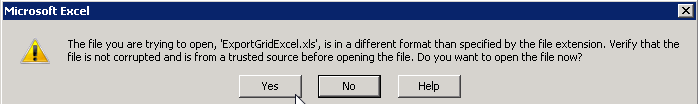 Microsoft Excel
The file you are trying to open, 'ExportGridExcel.xls', is in a different format than specified by the file extension. Verify that the
file is not corrupted and is from a trusted source before opening the file. Do you want to open the file now?
Yes No Help